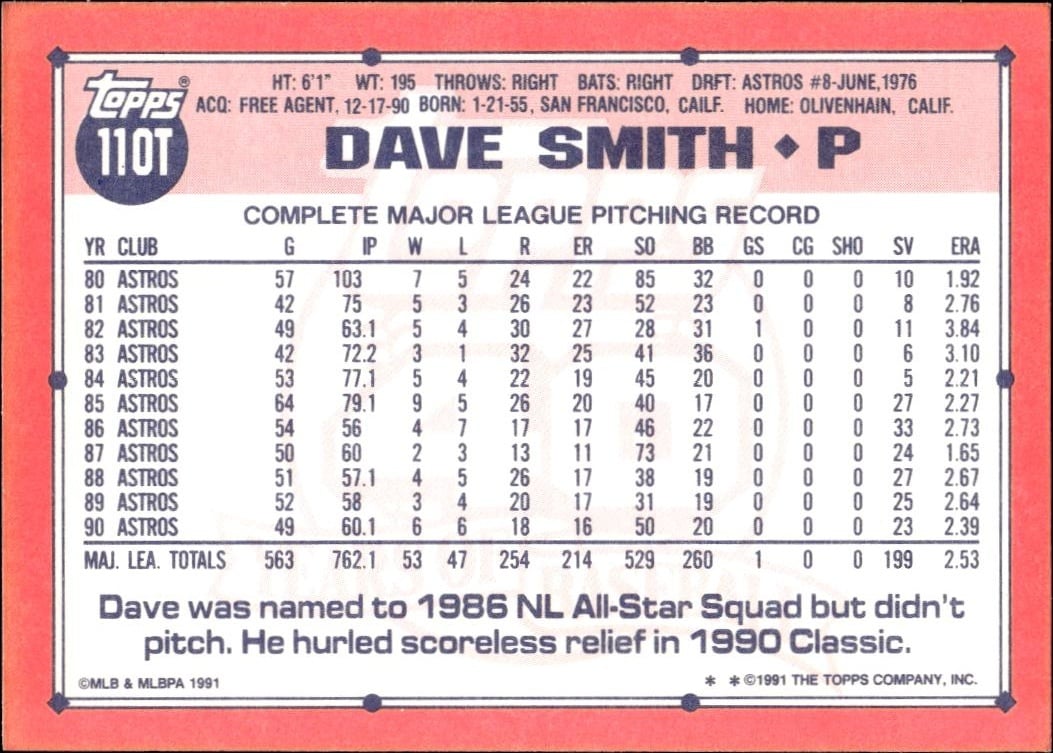 Topps®
110T
HT: 6'1" WT: 195 THROWS: RIGHT BATS: RIGHT DRFT: ASTROS #8-JUNE,1976
ACQ: FREE AGENT, 12-17-90 BORN: 1-21-55, SAN FRANCISCO, CAILF. HOME: OLIVENHAIN, CALIF.
DAVE SMITH ◆ P
COMPLETE MAJOR LEAGUE PITCHING RECORD
YR CLUB G IP W L R ER SO BB GS CG SHO SV ERA
80 ASTROS 57 103 7 5 24 22 85 32 0 0 0 10 1.92
81 ASTROS 42 75 5 3 26 23 52 23 0 0 0 8 2.76
82 ASTROS 49 63.1 5 4 30 27 28 31 1 0 0 11 3.84
83 ASTROS 42 72.2 3 1 32 25 41 36 0 0 0 6 3.10
84 ASTROS 53 77.1 5 4 22 19 45 20 0 0 0 5 2.21
85 ASTROS 64 79.1 9 5 26 20 40 17 0 0 0 27 2.27
86 ASTROS 54 56 4 7 17 17 46 22 0 0 0 33 2.73
87 ASTROS 50 60 2 3 13 11 73 21 0 0 0 24 1.65
88 ASTROS 51 57.1 4 5 26 17 38 19 0 0 0 27 2.67
89 ASTROS 52 58 3 4 20 17 31 19 0 0 0 25 2.64
90 ASTROS 49 60.1 6 6 18 16 50 20 0 0 0 23 2.39
MAJ. LEA. TOTALS 563 762.1 53 47 254 214 529 260 1 0 0 199 2.53
Topps
40
YEARS OF BASEBALL
Dave was named to 1986 NL All-Star Squad but didn't
pitch. He hurled scoreless relief in 1990 Classic.
©MLB & MLBPA 1991
* *©1991 THE TOPPS COMPANY, INC.